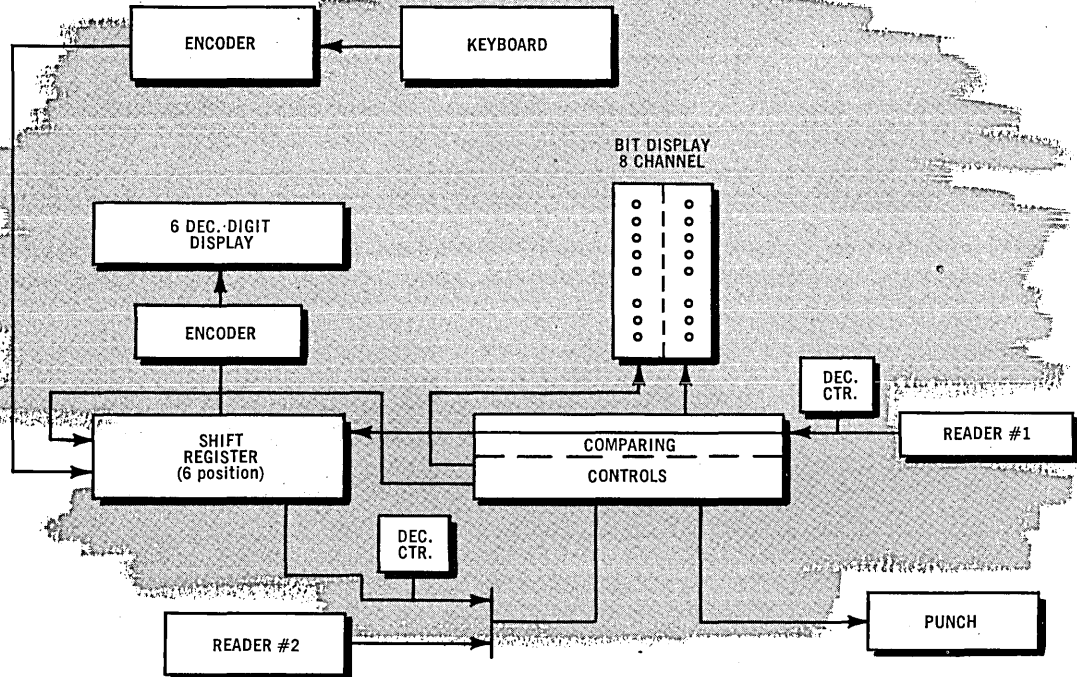 ENCODER
KEYBOARD
BIT DISPLAY
8 CHANNEL
6 DEC. DIGIT
DISPLAY
ENCODER
DEC.
CTR.
SHIFT
REGISTER
(6 position)
COMPARING
CONTROLS
READER #1
DEC.
CTR.
READER #2
PUNCH